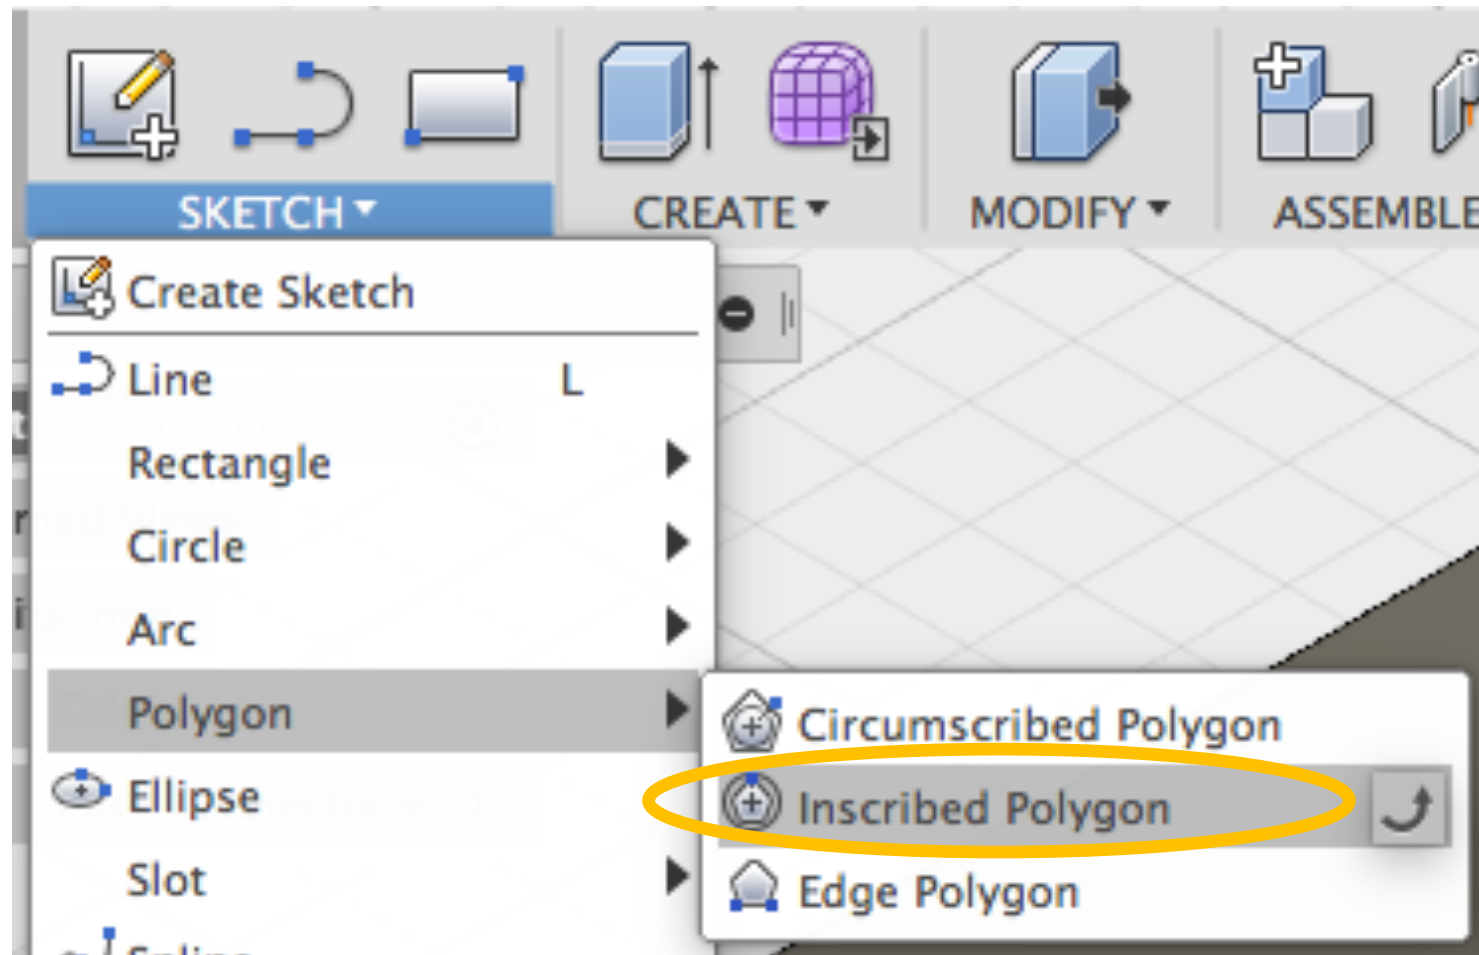 SKETCH CREATE MODIFY ASSEMBLE
Create Sketch
Line L
Rectangle
Circle
Arc
Polygon
Circumscribed Polygon
Ellipse
Inscribed Polygon
Slot
Edge Polygon